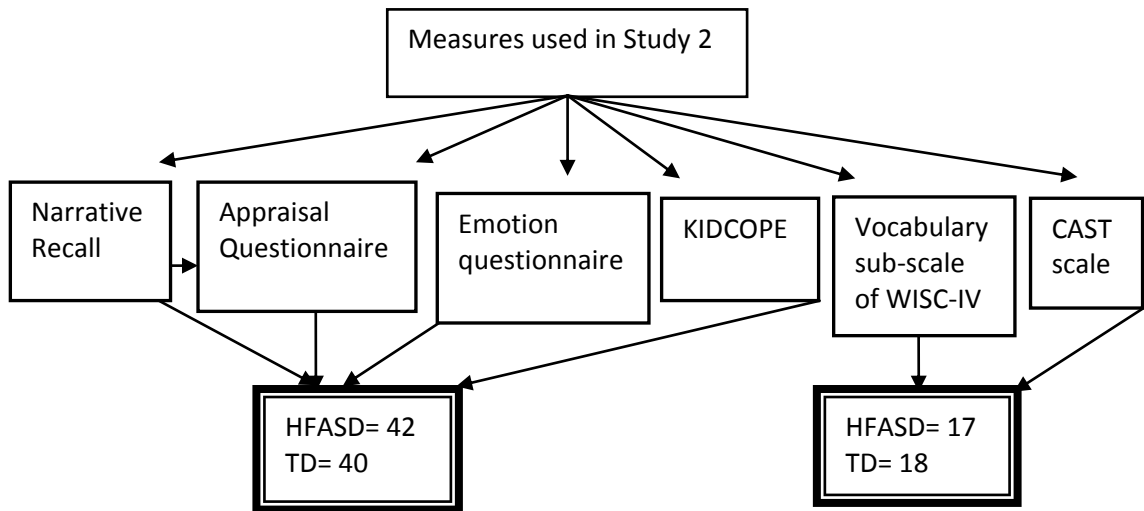 Measures used in Study 2
Narrative
Recall
Appraisal
Questionnaire
Emotion
questionnaire
KIDCOPE
Vocabulary
sub-scale
of WISC-IV
CAST
scale
HFASD= 42
TD= 40
HFASD= 17
TD= 18